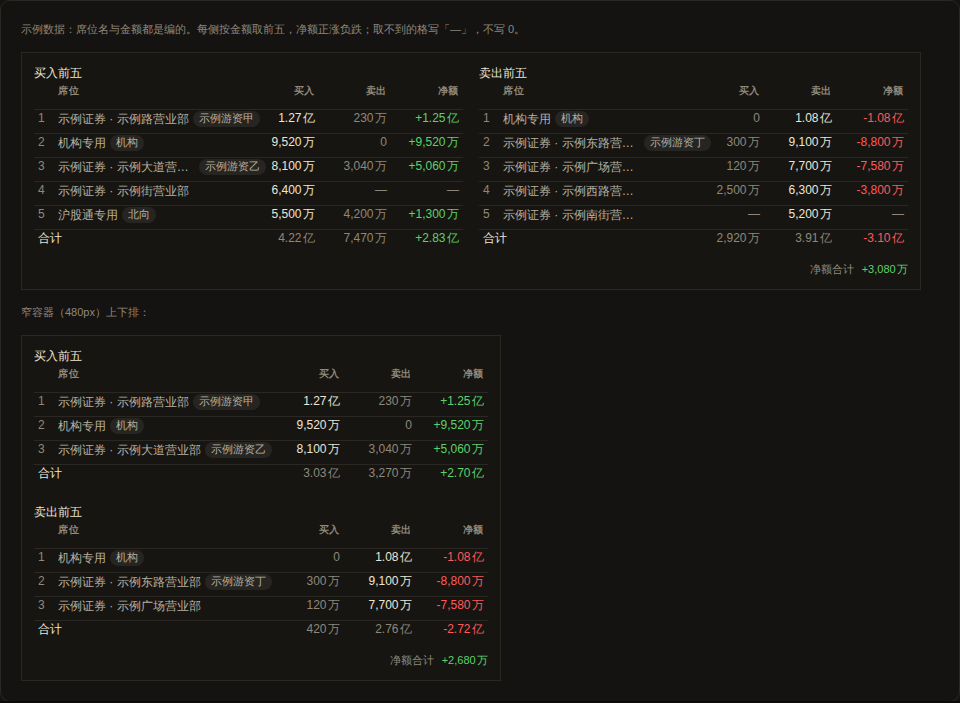 示例数据：席位名与金额都是编的。每侧按金额取前五，净额正涨负跌；取不到的格写「—」，不写 0。
买入前五
席位 买入 卖出 净额
1 示例证券 · 示例路营业部 示例游资甲 1.27亿 230万 +1.25亿
2 机构专用 机构 9,520万 0 +9,520万
3 示例证券 · 示例大道营… 示例游资乙 8,100万 3,040万 +5,060万
4 示例证券 · 示例街营业部 6,400万 — —
5 沪股通专用 北向 5,500万 4,200万 +1,300万
合计 4.22亿 7,470万 +2.83亿
卖出前五
席位 买入 卖出 净额
1 机构专用 机构 0 1.08亿 -1.08亿
2 示例证券 · 示例东路营… 示例游资丁 300万 9,100万 -8,800万
3 示例证券 · 示例广场营… 120万 7,700万 -7,580万
4 示例证券 · 示例西路营… 2,500万 6,300万 -3,800万
5 示例证券 · 示例南街营… — 5,200万 —
合计 2,920万 3.91亿 -3.10亿
净额合计 +3,080万
窄容器（480px）上下排：
买入前五
席位 买入 卖出 净额
1 示例证券 · 示例路营业部 示例游资甲 1.27亿 230万 +1.25亿
2 机构专用 机构 9,520万 0 +9,520万
3 示例证券 · 示例大道营业部 示例游资乙 8,100万 3,040万 +5,060万
合计 3.03亿 3,270万 +2.70亿
卖出前五
席位 买入 卖出 净额
1 机构专用 机构 0 1.08亿 -1.08亿
2 示例证券 · 示例东路营业部 示例游资丁 300万 9,100万 -8,800万
3 示例证券 · 示例广场营业部 120万 7,700万 -7,580万
合计 420万 2.76亿 -2.72亿
净额合计 +2,680万